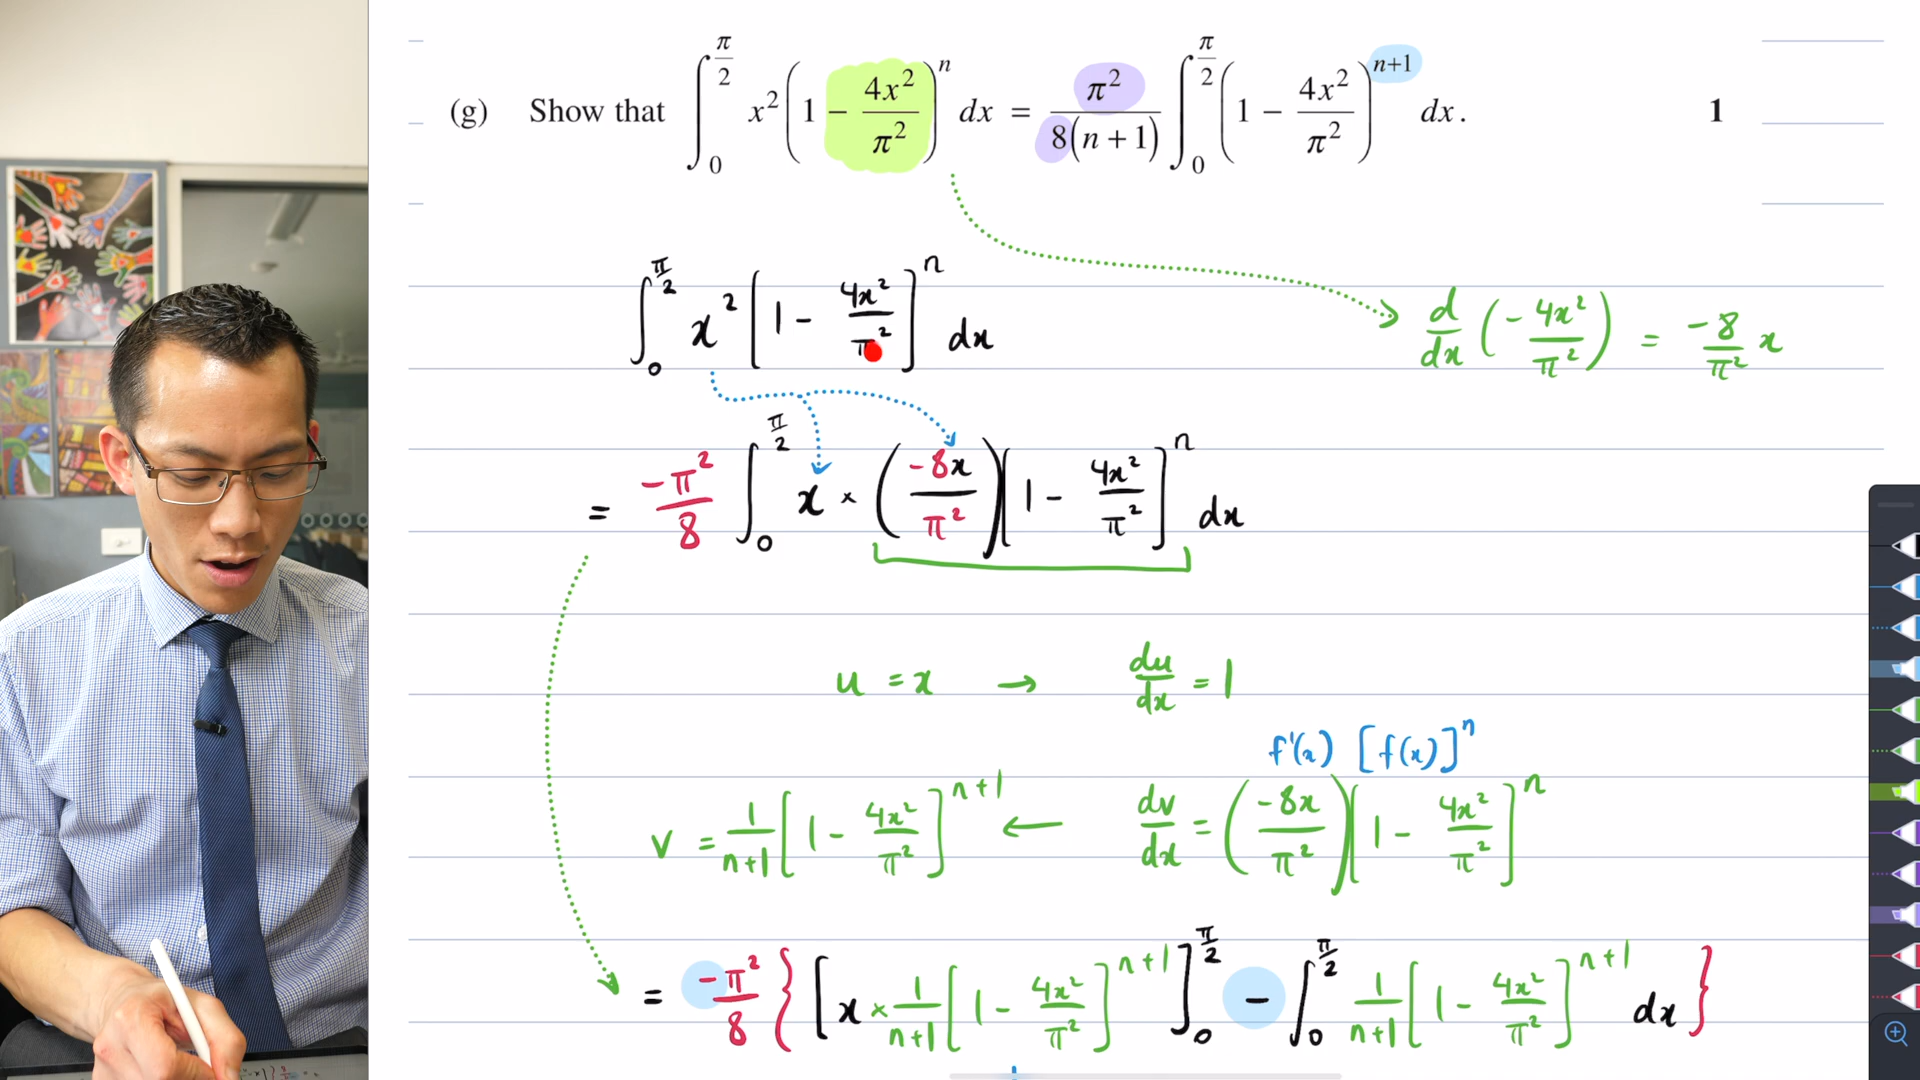 (g) Show that ∫₀^{π/2} x² (1 − 4x²/π²)ⁿ dx = π²/(8(n+1)) ∫₀^{π/2} (1 − 4x²/π²)ⁿ⁺¹ dx. 1
∫₀^{π/2} x² [1 − 4x²/π²]ⁿ dx
d/dx (−4x²/π²) = −8/π² x
= −π²/8 ∫₀^{π/2} x × (−8x/π²)[1 − 4x²/π²]ⁿ dx
u = x → du/dx = 1
f'(x) [f(x)]ⁿ
v = 1/(n+1) [1 − 4x²/π²]ⁿ⁺¹ ← dv/dx = (−8x/π²)[1 − 4x²/π²]ⁿ
= −π²/8 { [x × 1/(n+1) [1 − 4x²/π²]ⁿ⁺¹]₀^{π/2} − ∫₀^{π/2} 1/(n+1) [1 − 4x²/π²]ⁿ⁺¹ dx }